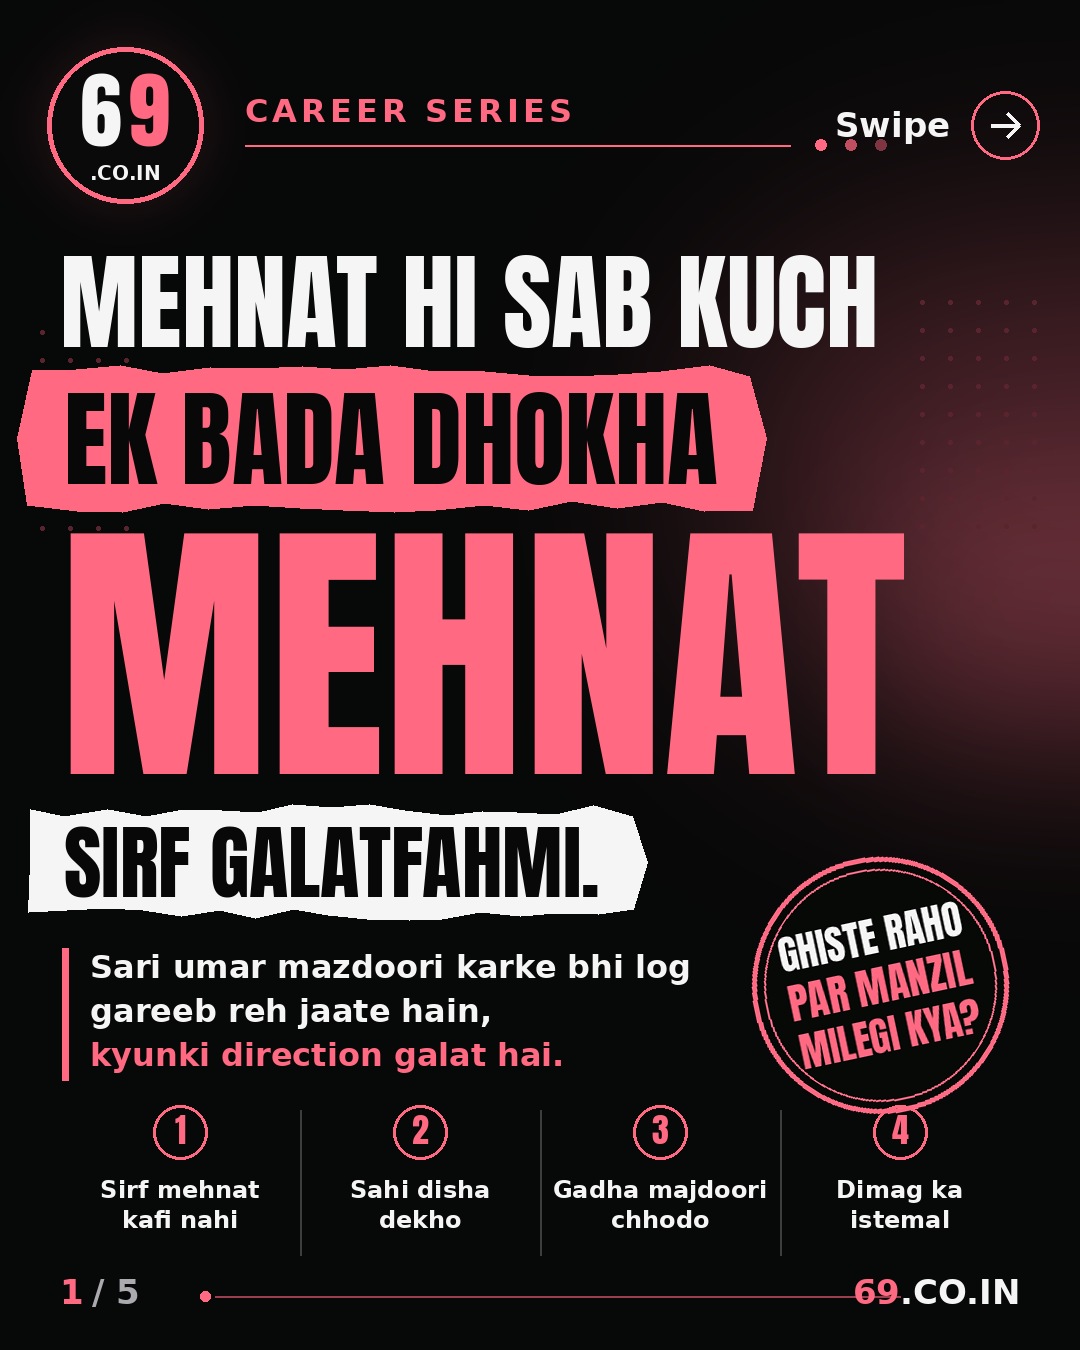 69
.CO.IN
CAREER SERIES
Swipe
MEHNAT HI SAB KUCH
EK BADA DHOKHA
MEHNAT
SIRF GALATFAHMI.
Sari umar mazdoori karke bhi log
gareeb reh jaate hain,
kyunki direction galat hai.
GHISTE RAHO
PAR MANZIL
MILEGI KYA?
1
Sirf mehnat
kafi nahi
2
Sahi disha
dekho
3
Gadha majdoori
chhodo
4
Dimag ka
istemal
1 / 5
69.CO.IN